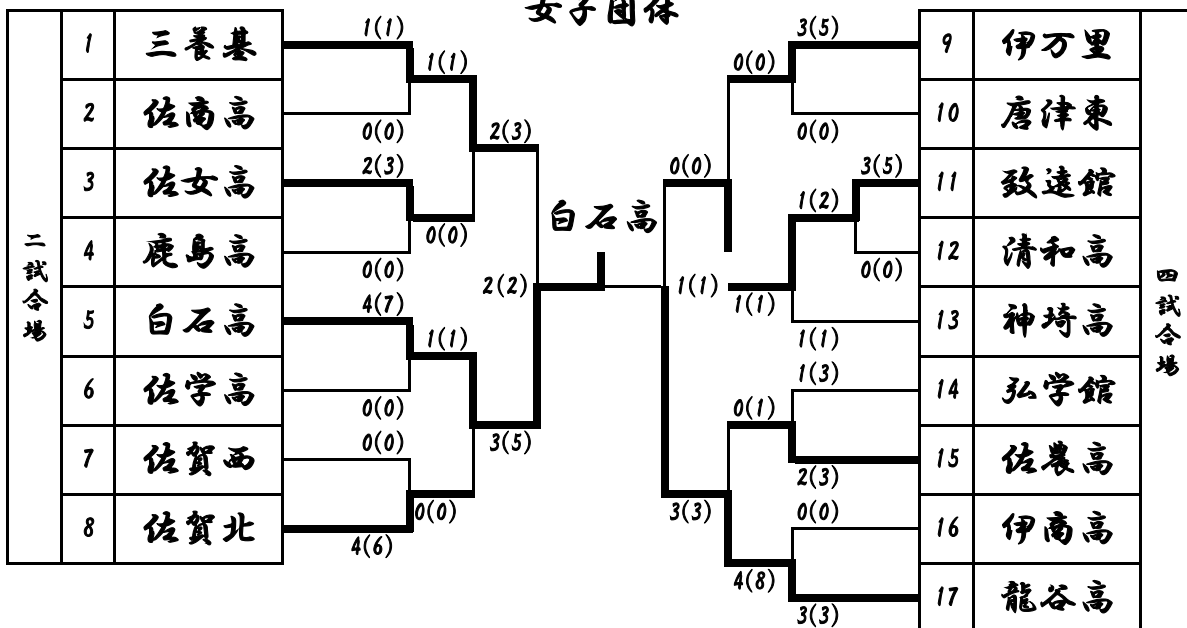 女子団体
二試合場
1 三養基
2 佐商高
3 佐女高
4 鹿島高
5 白石高
6 佐学高
7 佐賀西
8 佐賀北
1(1)
0(0)
2(3)
0(0)
4(7)
0(0)
0(0)
4(6)
1(1)
0(0)
1(1)
0(0)
2(3)
3(5)
2(2)
白石高
1(1)
0(0)
3(3)
0(0)
1(1)
0(1)
4(8)
1(2)
3(5)
0(0)
3(5)
0(0)
1(1)
1(3)
2(3)
0(0)
3(3)
9 伊万里
10 唐津東
11 致遠館
12 清和高
13 神埼高
14 弘学館
15 佐農高
16 伊商高
17 龍谷高
四試合場